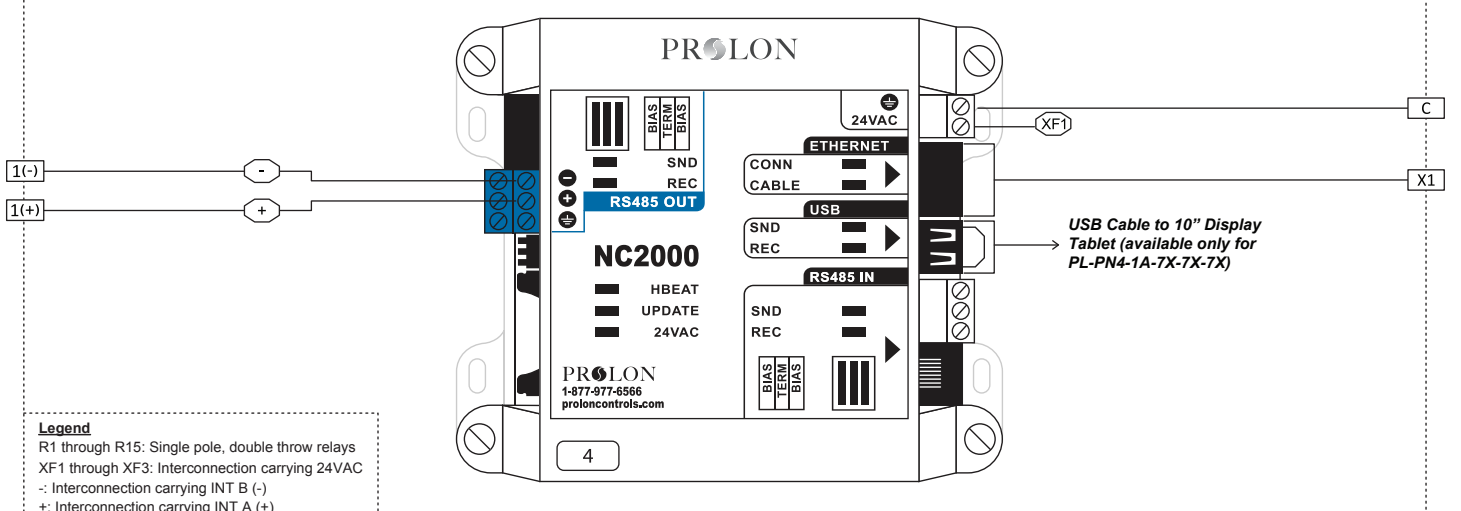 PROLON
BIAS
TERM
BIAS
24VAC
C
XF1
ETHERNET
SND
REC
CONN
CABLE
1(-)
-
X1
1(+)
+
RS485 OUT
USB
SND
REC
USB Cable to 10” Display
Tablet (available only for
PL-PN4-1A-7X-7X-7X)
NC2000
RS485 IN
HBEAT
UPDATE
24VAC
SND
REC
BIAS
TERM
BIAS
PROLON
1-877-977-6566
proloncontrols.com
4
Legend
R1 through R15: Single pole, double throw relays
XF1 through XF3: Interconnection carrying 24VAC
-: Interconnection carrying INT B (-)
+: Interconnection carrying INT A (+)